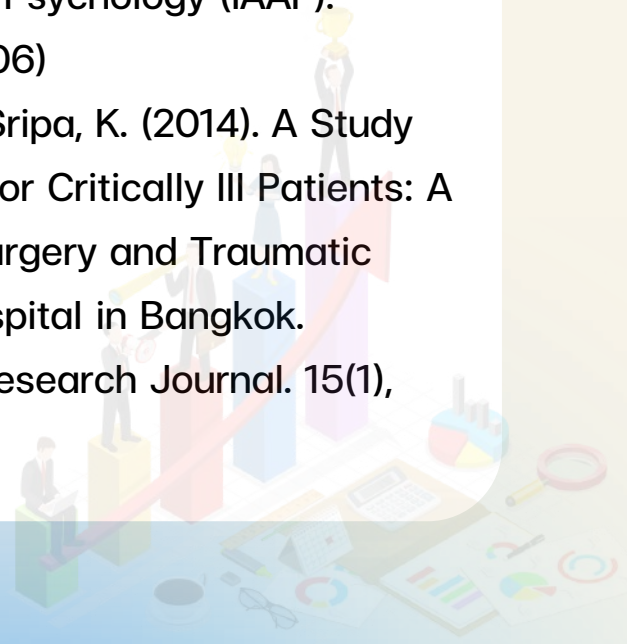 Psychology (IAAP).
06)
Sripa, K. (2014). A Study
or Critically Ill Patients: A
urgery and Traumatic
spital in Bangkok.
esearch Journal. 15(1),